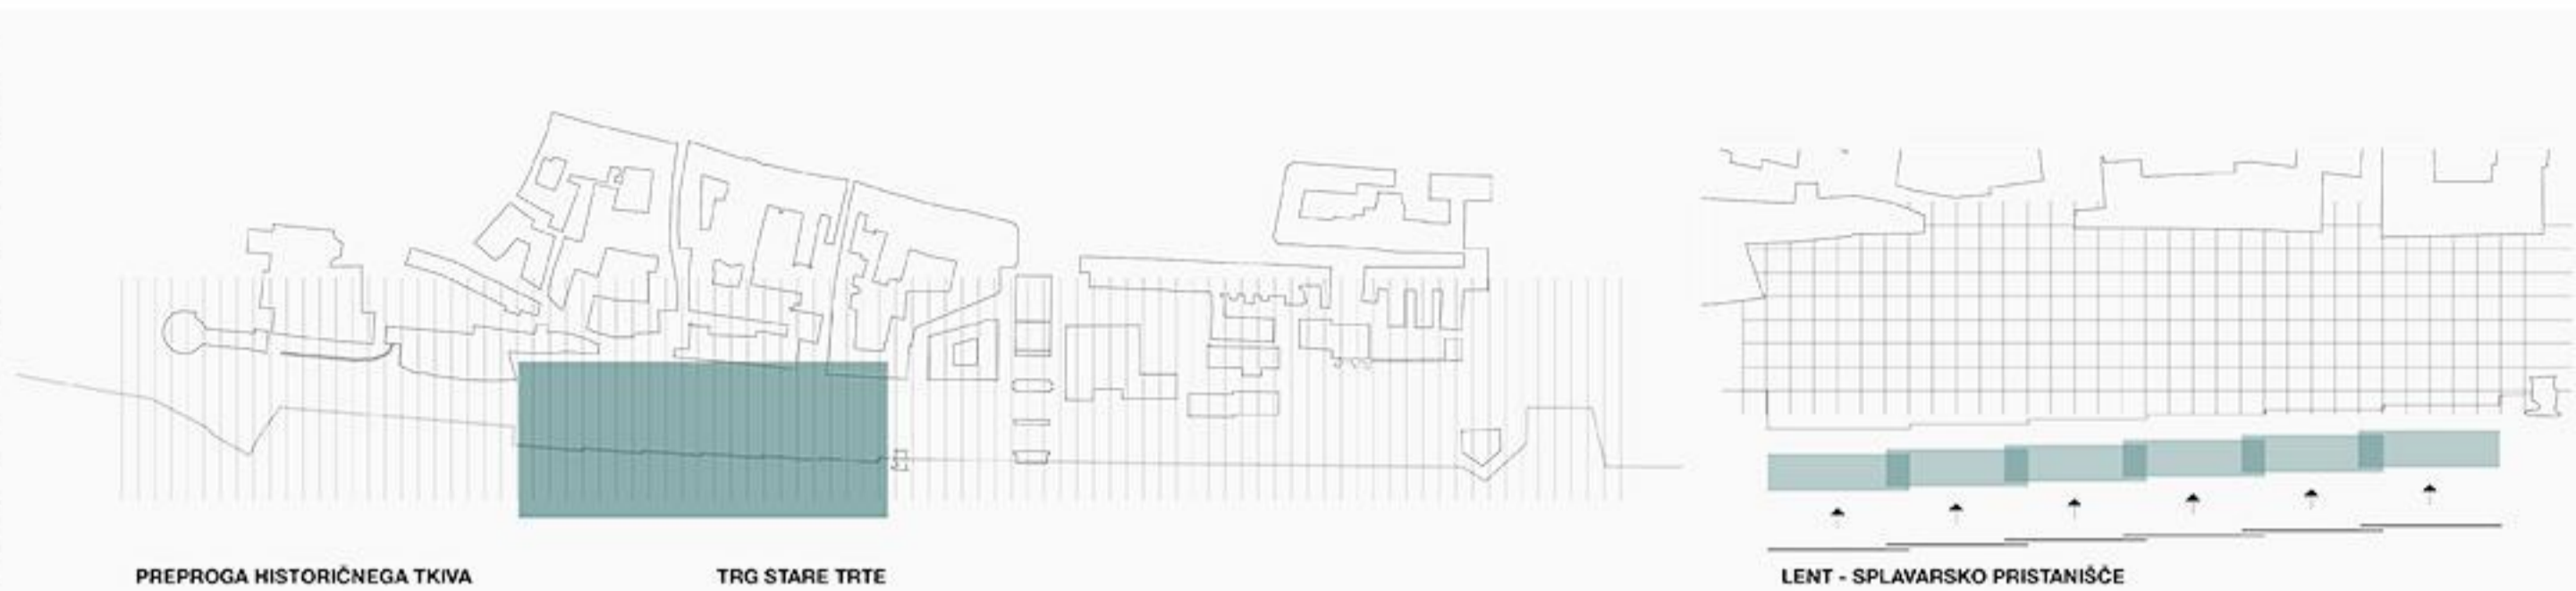 PREPROGA HISTORIČNEGA TKIVA
TRG STARE TRTE
LENT - SPLAVARSKO PRISTANIŠČE